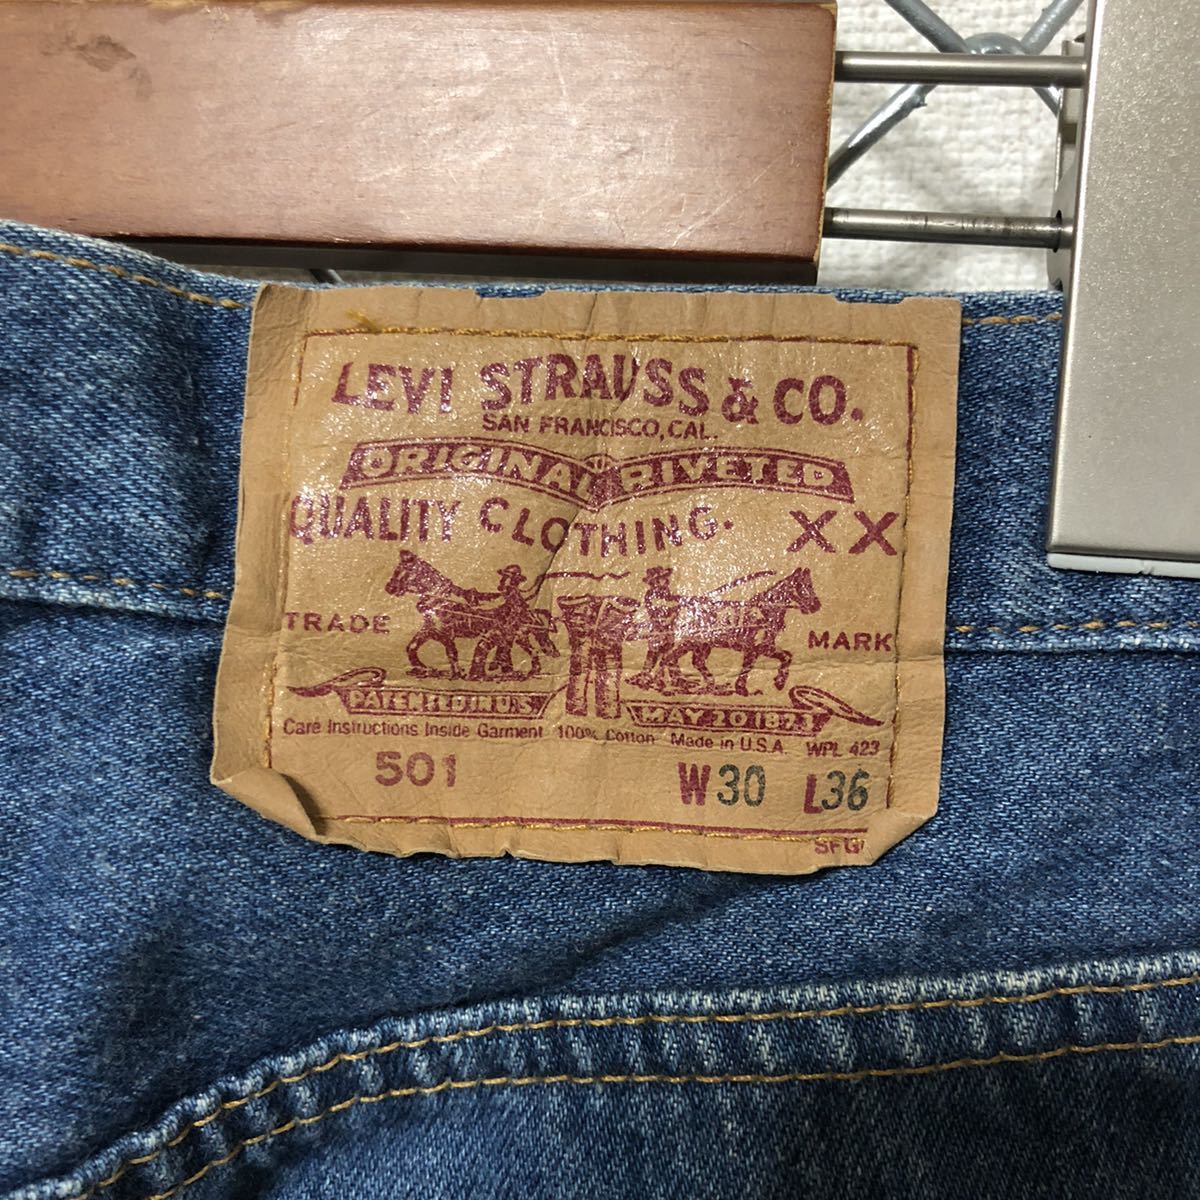 LEVI STRAUSS & CO.
SAN FRANCISCO, CAL.
ORIGINAL RIVETED
QUALITY CLOTHING. XX
TRADE MARK
PATENTED IN U.S. MAY 20 1873
Care Instructions Inside Garment 100% Cotton Made in U.S.A. WPL 423
501 W30 L36